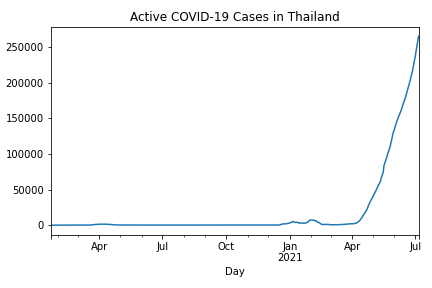 Active COVID-19 Cases in Thailand
250000
200000
150000
100000
50000
0
Apr Jul Oct Jan Apr Jul
2021
Day